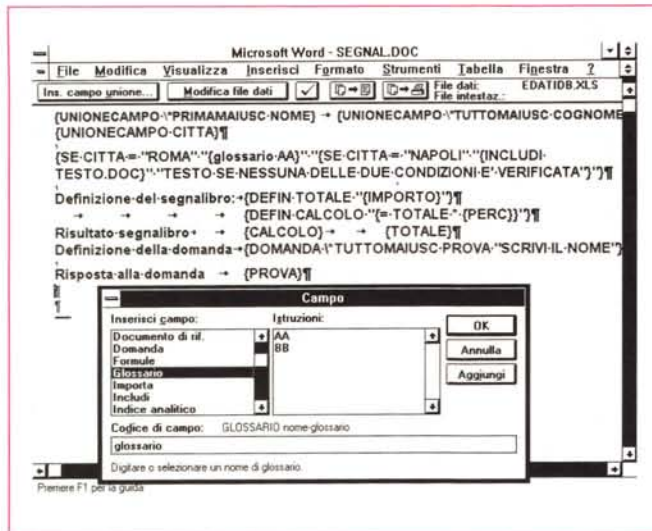 Microsoft Word - SEGNAL.DOC
File Modifica Visualizza Inserisci Formato Strumenti Tabella Finestra ?
Ins. campo unione... Modifica file dati File dati: EDATIDB.XLS
File intestaz.:
{UNIONECAMPO·\*PRIMAMAIUSC·NOME} → {UNIONECAMPO·\*TUTTOMAIUSC·COGNOME
{UNIONECAMPO·CITTA}¶
{SE·CITTA·=·"ROMA"·"{glossario·AA}"·"{SE·CITTA·=·"NAPOLI"·"{INCLUDI·
TESTO.DOC}"·"TESTO·SE·NESSUNO·DELLE·DUE·CONDIZIONI·E'·VERIFICATA"}"}¶
Definizione·del·segnalibro:→{DEFIN·TOTALE·"{IMPORTO}"}¶
→ → → → {DEFIN·CALCOLO·"{=·TOTALE·*·{PERC}}"}¶
Risultato·segnalibro→ → {CALCOLO}→ → {TOTALE}¶
Definizione·della·domanda→{DOMANDA·\*TUTTOMAIUSC·PROVA·"SCRIVI·IL·NOME"}
Risposta·alla·domanda → {PROVA}¶
¶
Campo
Inserisci campo: Istruzioni:
Documento di rif.
Domanda
Formule
Glossario
Importa
Includi
Indice analitico
AA
BB
OK
Annulla
Aggiungi
Codice di campo: GLOSSARIO nome-glossario
glossario
Digitare o selezionare un nome di glossario.
Premere F1 per la guida